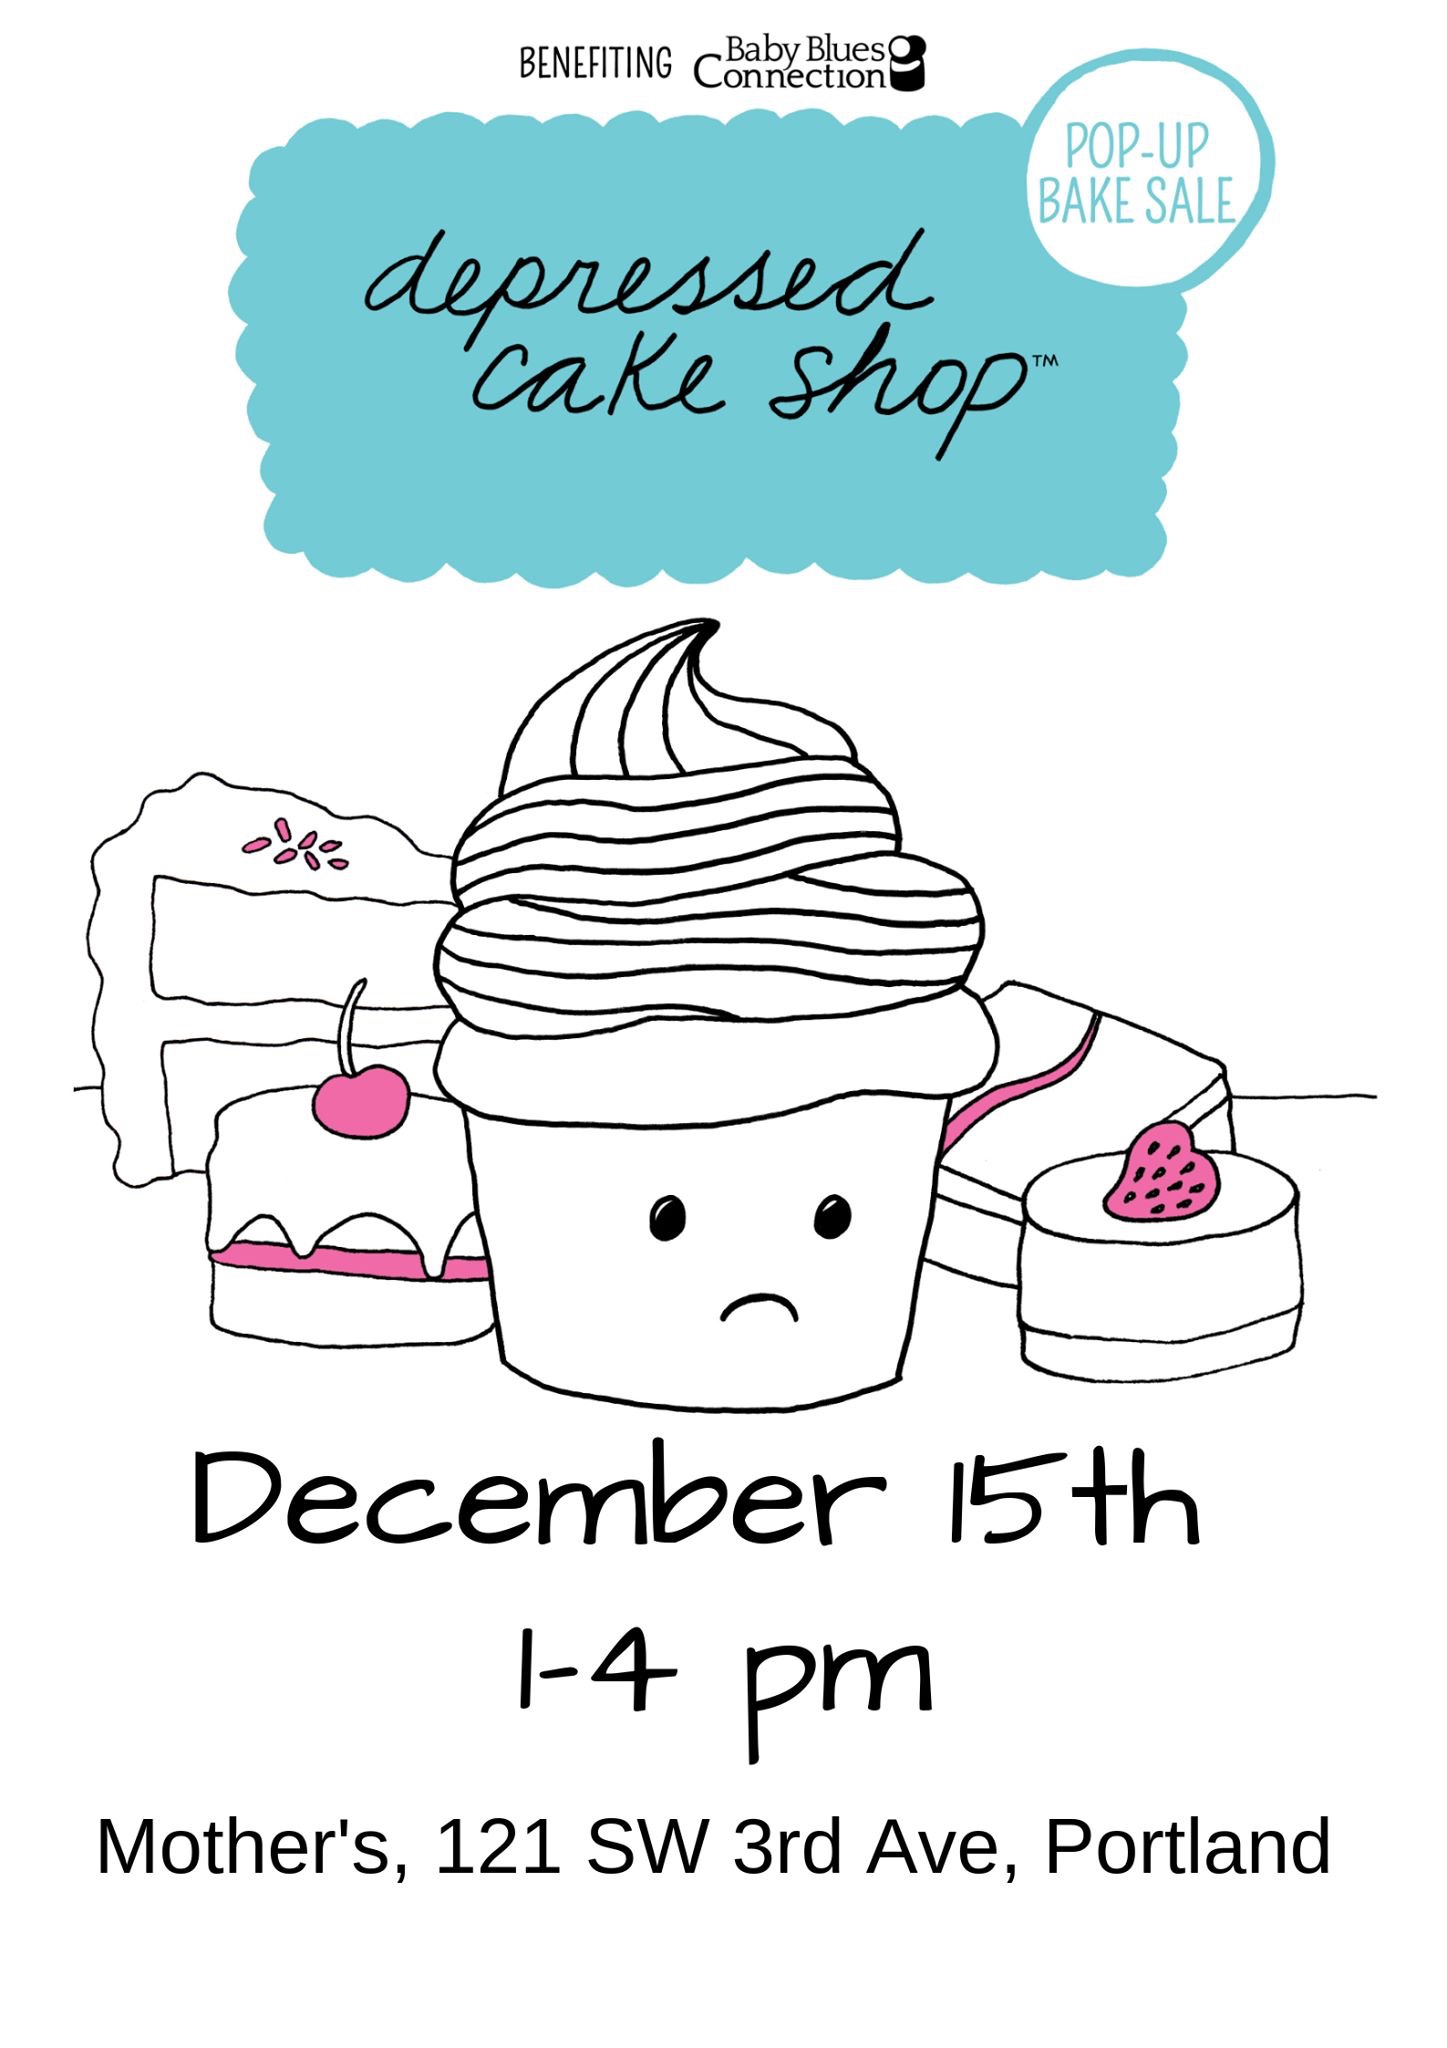 BENEFITING Baby Blues Connection
POP-UP
BAKE SALE
depressed
cake shop™
December 15th
1-4 pm
Mother's, 121 SW 3rd Ave, Portland